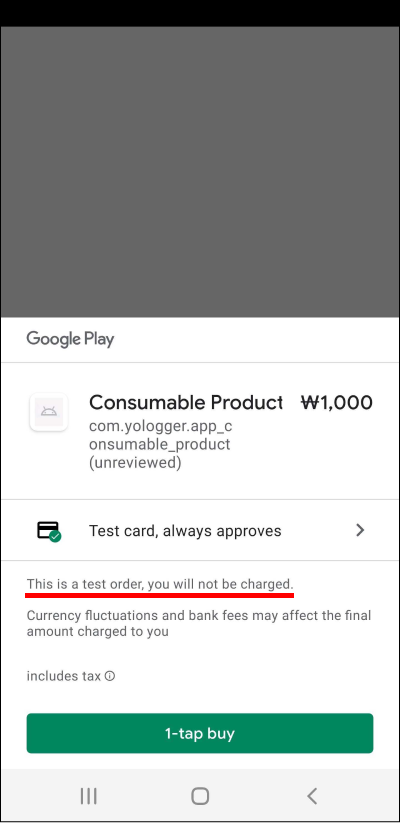 Google Play
Consumable Product ₩1,000
com.yologger.app_c
onsumable_product
(unreviewed)
Test card, always approves
This is a test order, you will not be charged.
Currency fluctuations and bank fees may affect the final
amount charged to you
includes tax
1-tap buy